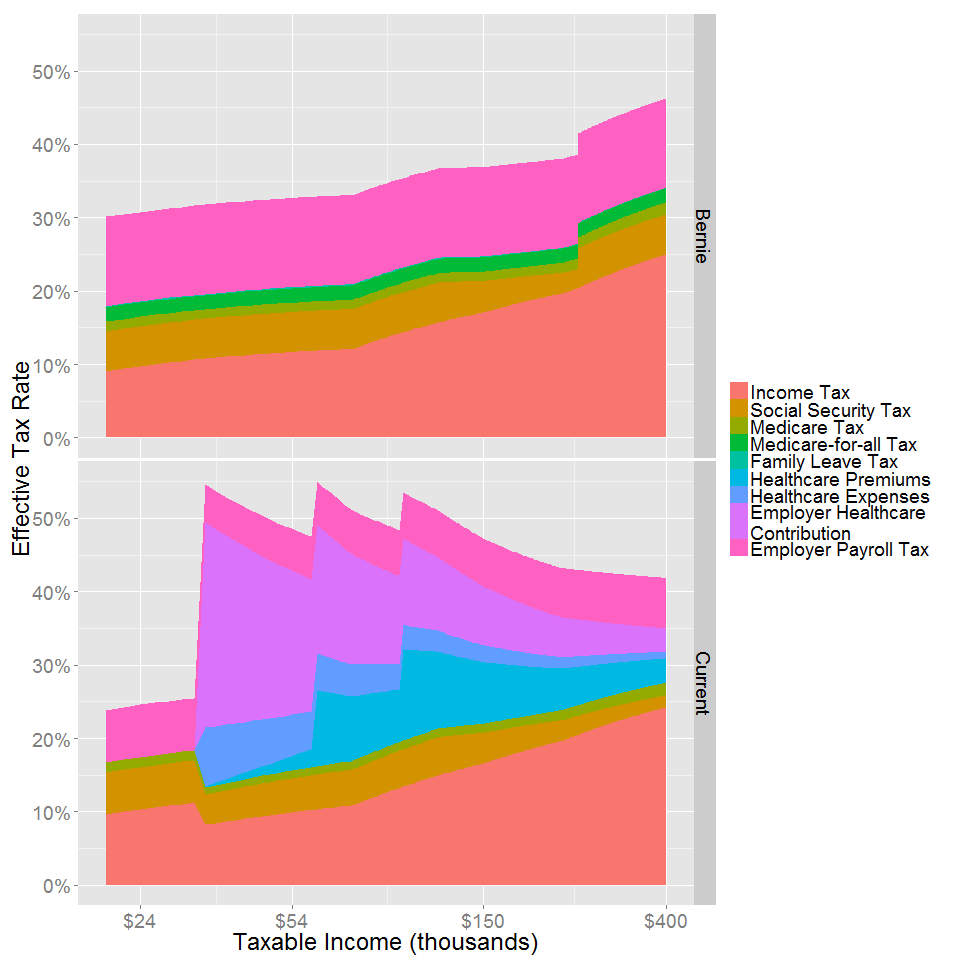 50%
40%
30%
20%
10%
0%
Bernie
50%
40%
30%
20%
10%
0%
Current
Effective Tax Rate
$24
$54
$150
$400
Taxable Income (thousands)
Income Tax
Social Security Tax
Medicare Tax
Medicare-for-all Tax
Family Leave Tax
Healthcare Premiums
Healthcare Expenses
Employer Healthcare
Contribution
Employer Payroll Tax